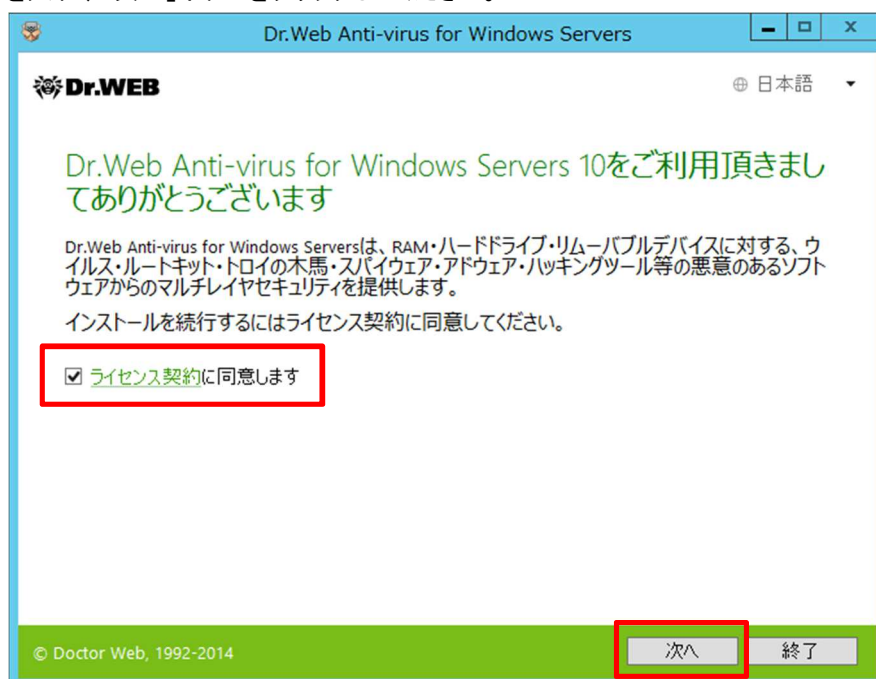 Dr.Web Anti-virus for Windows Servers
Dr.WEB
日本語
Dr.Web Anti-virus for Windows Servers 10をご利用頂きまし
てありがとうございます
Dr.Web Anti-virus for Windows Serversは、RAM・ハードドライブ・リムーバブルデバイスに対する、ウ
イルス・ルートキット・トロイの木馬・スパイウェア・アドウェア・ハッキングツール等の悪意のあるソフト
ウェアからのマルチレイヤセキュリティを提供します。
インストールを続行するにはライセンス契約に同意してください。
ライセンス契約に同意します
© Doctor Web, 1992-2014
次へ
終了